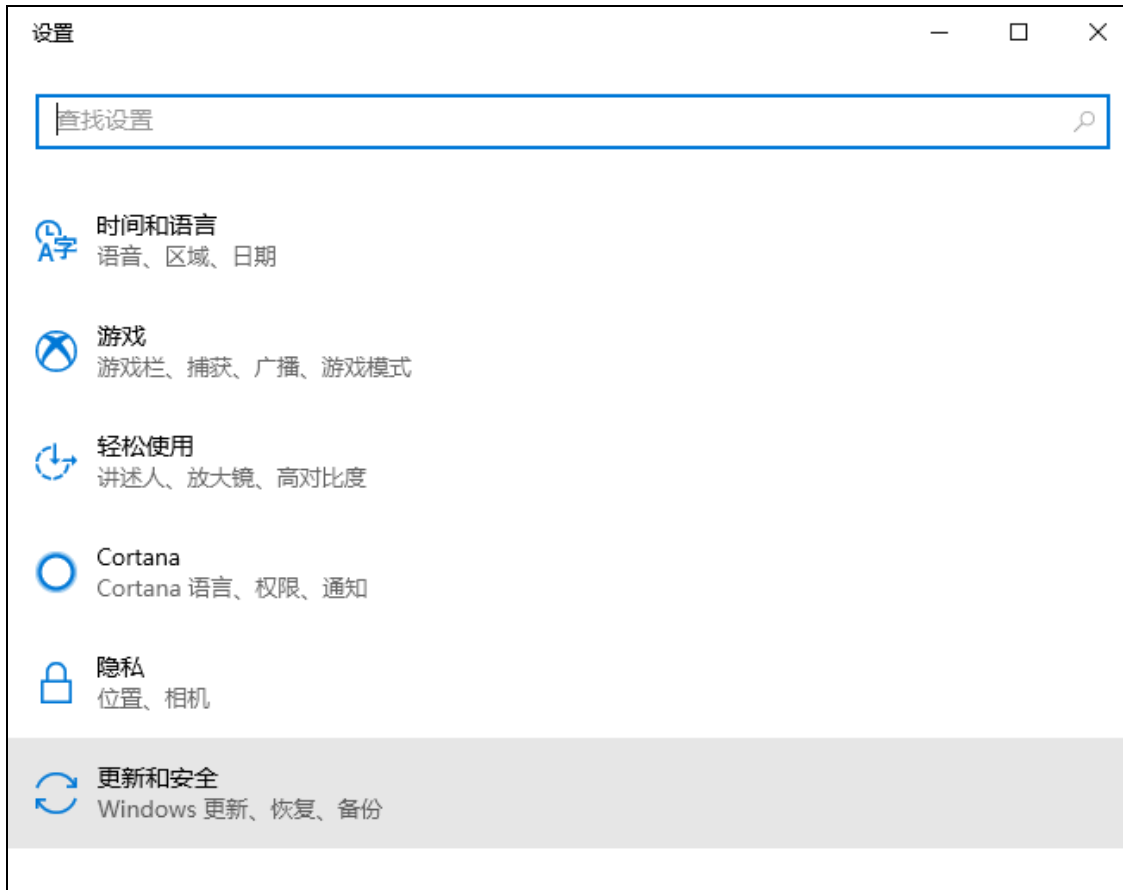 设置
查找设置
时间和语言
语音、区域、日期
游戏
游戏栏、捕获、广播、游戏模式
轻松使用
讲述人、放大镜、高对比度
Cortana
Cortana 语言、权限、通知
隐私
位置、相机
更新和安全
Windows 更新、恢复、备份